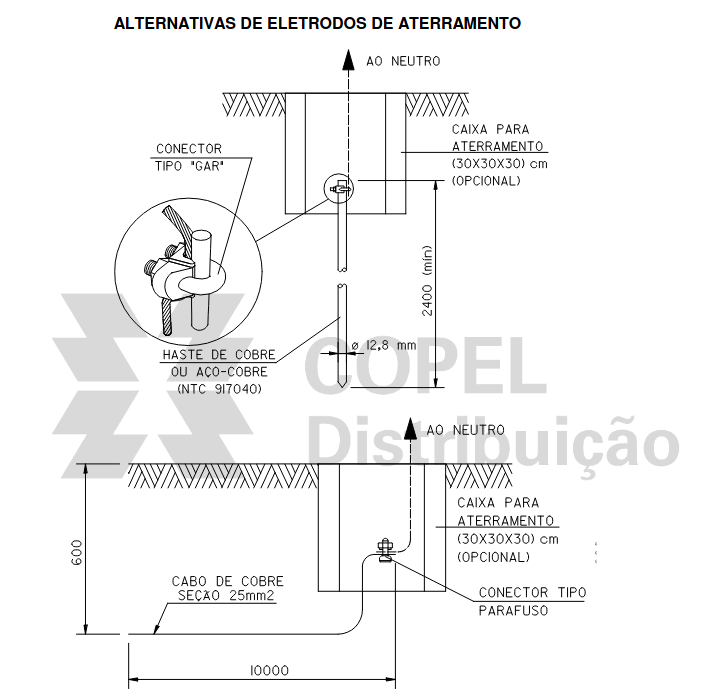 ALTERNATIVAS DE ELETRODOS DE ATERRAMENTO
AO NEUTRO
CAIXA PARA
ATERRAMENTO
(30X30X30) cm
(OPCIONAL)
CONECTOR
TIPO "GAR"
2400 (mín)
ø 12,8 mm
HASTE DE COBRE
OU AÇO-COBRE
(NTC 917040)
COPEL
Distribuição
AO NEUTRO
CAIXA PARA
ATERRAMENTO
(30X30X30) cm
(OPCIONAL)
600
CABO DE COBRE
SEÇÃO 25mm2
CONECTOR TIPO
PARAFUSO
10000